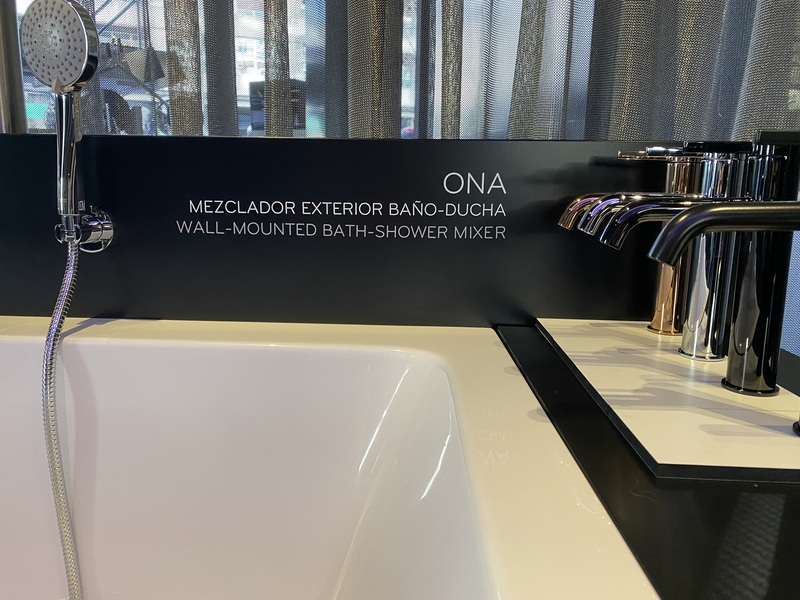 ONA
MEZCLADOR EXTERIOR BAÑO-DUCHA
WALL-MOUNTED BATH-SHOWER MIXER